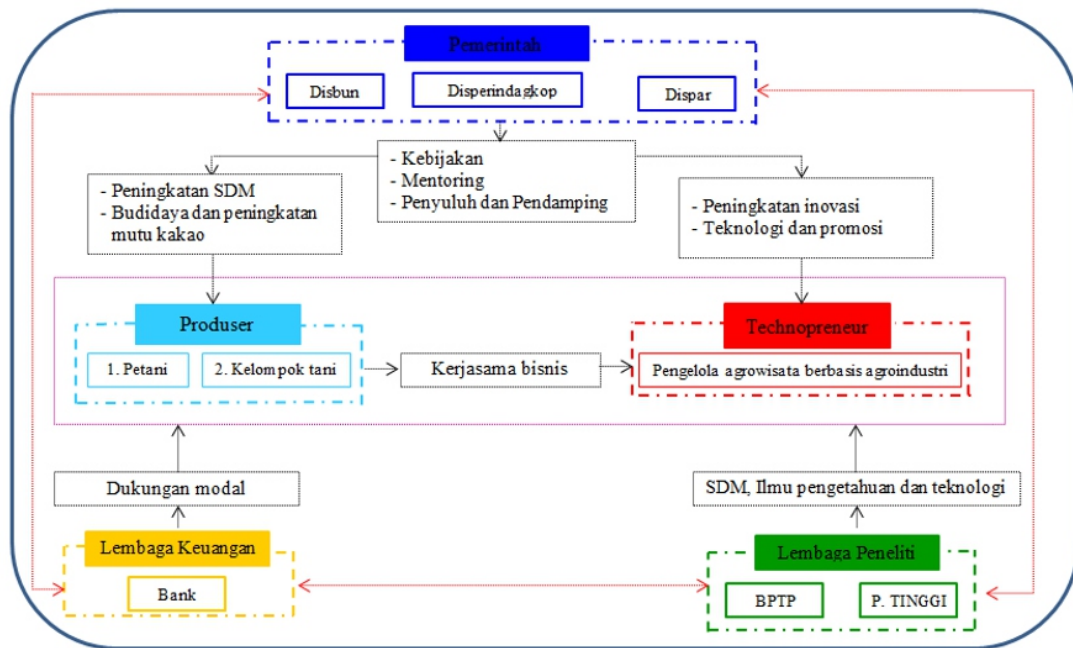 Pemerintah
Disbun
Disperindagkop
Dispar
- Kebijakan
- Mentoring
- Penyuluh dan Pendamping
- Peningkatan SDM
- Budidaya dan peningkatan
mutu kakao
- Peningkatan inovasi
- Teknologi dan promosi
Produser
1. Petani
2. Kelompok tani
Kerjasama bisnis
Technopreneur
Pengelola agrowisata berbasis agroindustri
Dukungan modal
SDM, Ilmu pengetahuan dan teknologi
Lembaga Keuangan
Bank
Lembaga Peneliti
BPTP
P. TINGGI